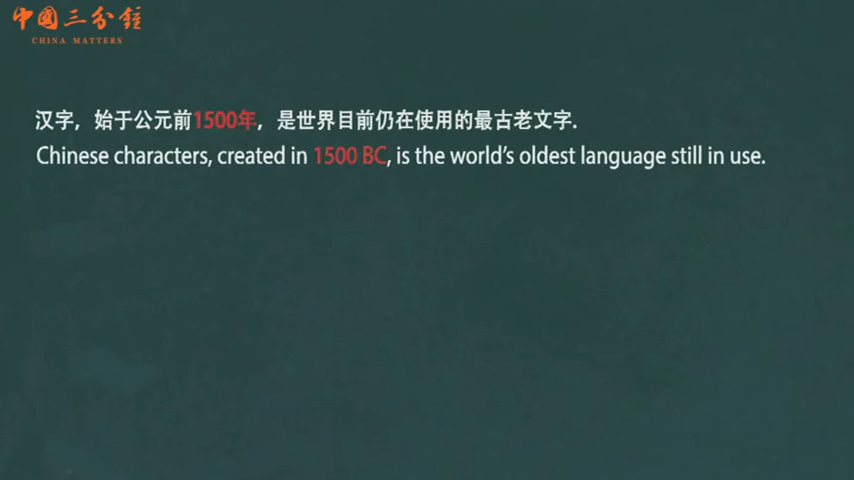 中國三分鐘
CHINA MATTERS
汉字，始于公元前1500年，是世界目前仍在使用的最古老文字.
Chinese characters, created in 1500 BC, is the world's oldest language still in use.